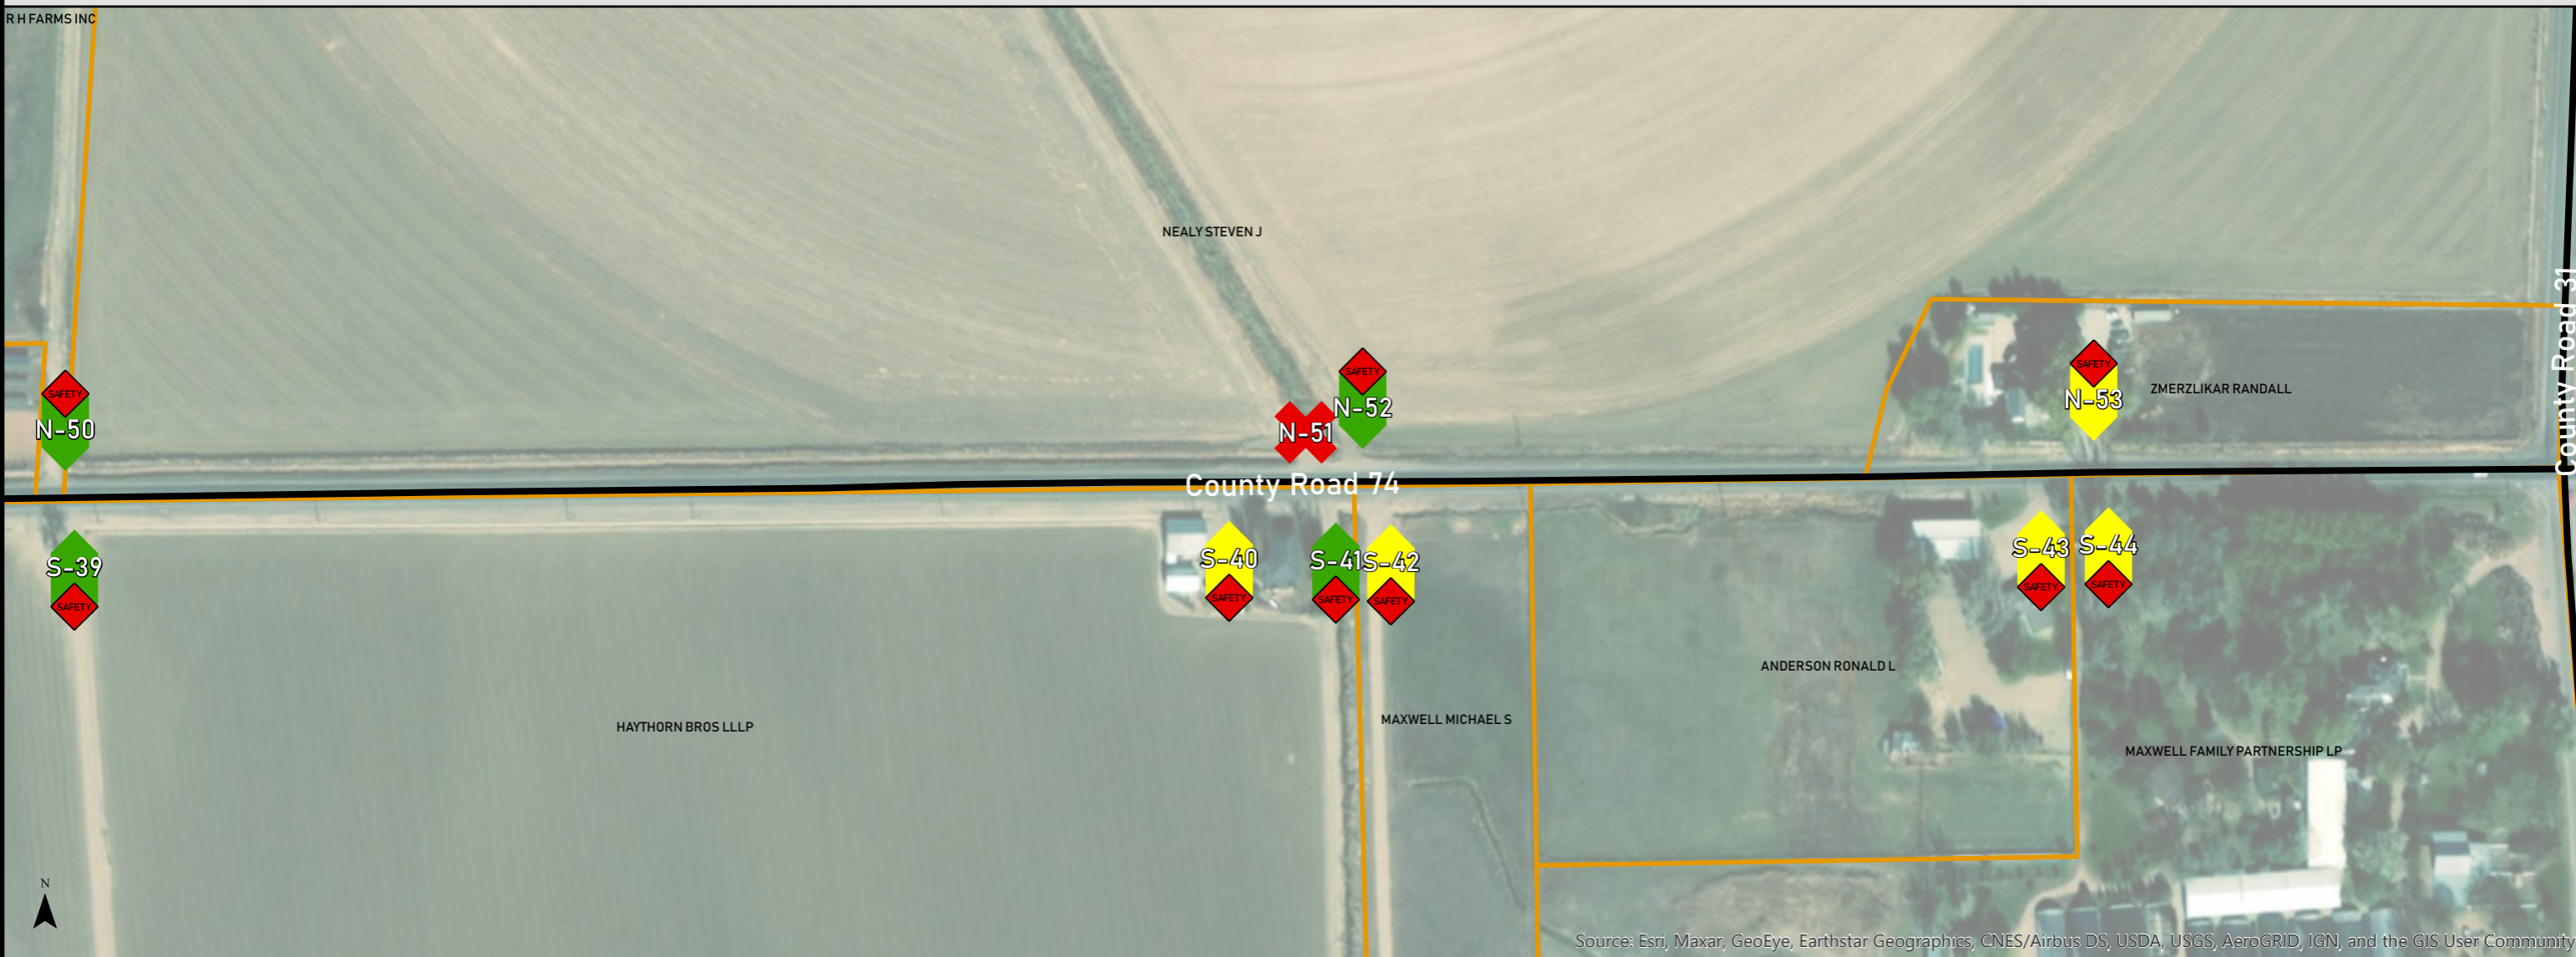 R H FARMS INC
NEALY STEVEN J
County Road 31
SAFETY
N-50
N-51
SAFETY
N-52
SAFETY
N-53
ZMERZLIKAR RANDALL
County Road 74
S-39
SAFETY
S-40
SAFETY
S-41
SAFETY
S-42
SAFETY
S-43
SAFETY
S-44
SAFETY
HAYTHORN BROS LLLP
MAXWELL MICHAEL S
ANDERSON RONALD L
MAXWELL FAMILY PARTNERSHIP LP
N
Source: Esri, Maxar, GeoEye, Earthstar Geographics, CNES/Airbus DS, USDA, USGS, AeroGRID, IGN, and the GIS User Community